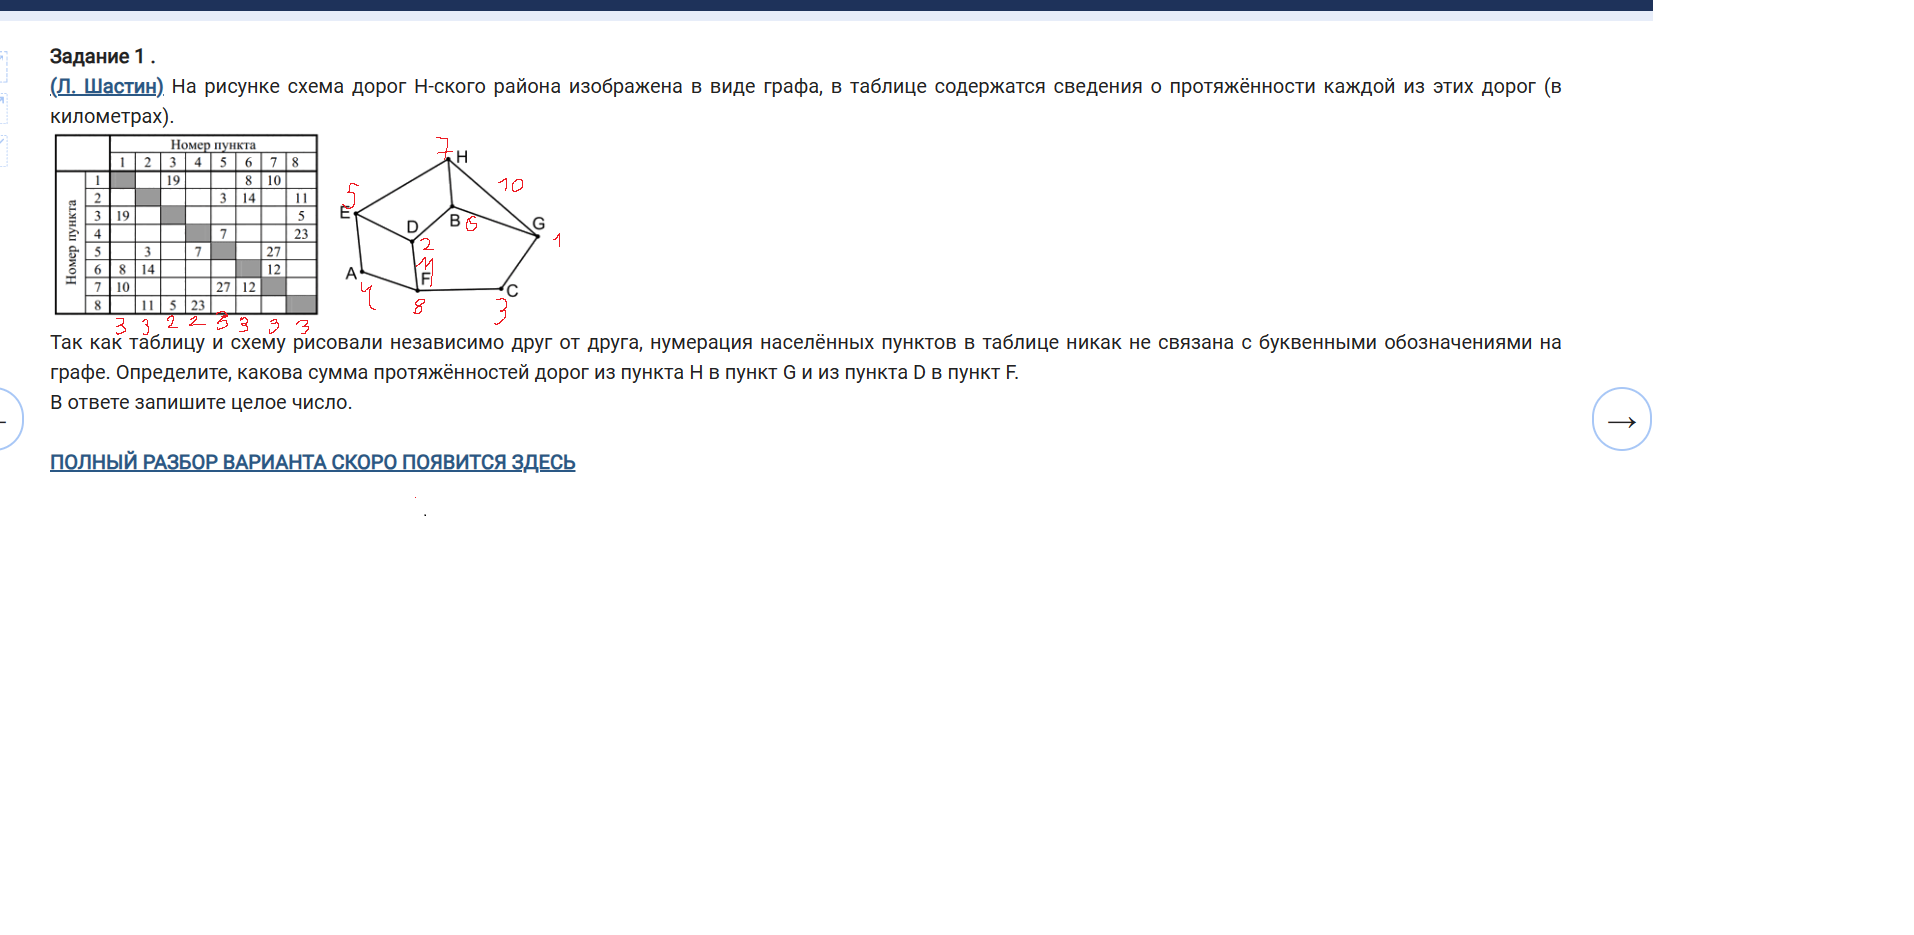 Задание 1 .
(Л. Шастин) На рисунке схема дорог Н-ского района изображена в виде графа, в таблице содержатся сведения о протяжённости каждой из этих дорог (в
километрах).
Номер пункта
1 2 3 4 5 6 7 8
Номер пункта
1 19 8 10
2 3 14 11
3 19 5
4 7 23
5 3 7 27
6 8 14 12
7 10 27 12
8 11 5 23
3 3 2 2 3 3 3 3
7 H
10
5
E
D B 6 G
2 1
11
A F
4 8 C
3
Так как таблицу и схему рисовали независимо друг от друга, нумерация населённых пунктов в таблице никак не связана с буквенными обозначениями на
графе. Определите, какова сумма протяжённостей дорог из пункта H в пункт G и из пункта D в пункт F.
В ответе запишите целое число.
ПОЛНЫЙ РАЗБОР ВАРИАНТА СКОРО ПОЯВИТСЯ ЗДЕСЬ